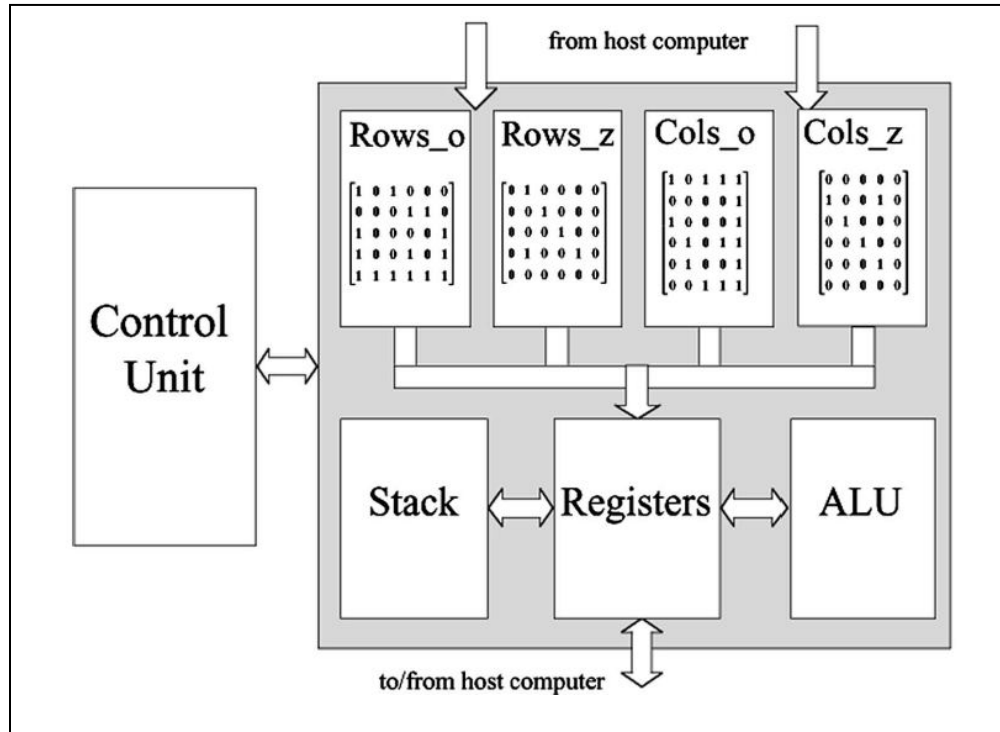 from host computer
Rows_o
Rows_z
Cols_o
Cols_z
1 0 1 0 0 0
0 0 0 1 1 0
1 0 0 0 0 1
1 0 0 1 0 1
1 1 1 1 1 1
0 1 0 0 0 0
0 0 1 0 0 0
0 0 0 1 0 0
0 1 0 0 1 0
0 0 0 0 0 0
1 0 1 1 1
0 0 0 0 1
1 0 0 0 1
0 1 0 1 1
0 1 0 0 1
0 0 1 1 1
0 0 0 0 0
1 0 0 1 0
0 1 0 0 0
0 0 1 0 0
0 0 0 1 0
0 0 0 0 0
Control
Unit
Stack
Registers
ALU
to/from host computer